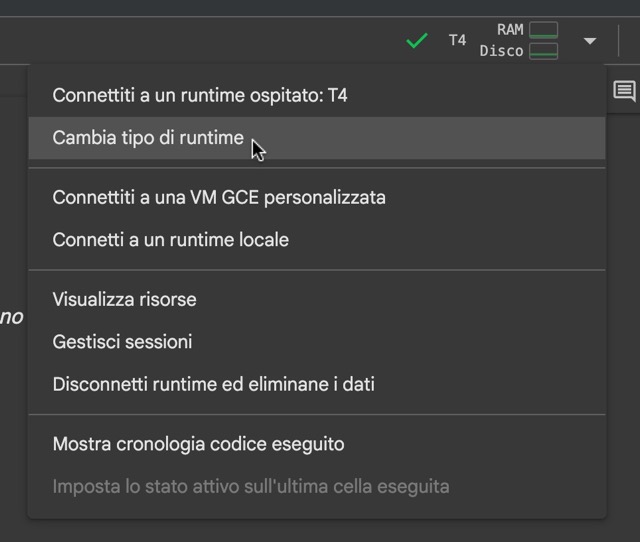 T4
RAM
Disco
Connettiti a un runtime ospitato: T4
Cambia tipo di runtime
Connettiti a una VM GCE personalizzata
Connetti a un runtime locale
no
Visualizza risorse
Gestisci sessioni
Disconnetti runtime ed eliminane i dati
Mostra cronologia codice eseguito
Imposta lo stato attivo sull'ultima cella eseguita